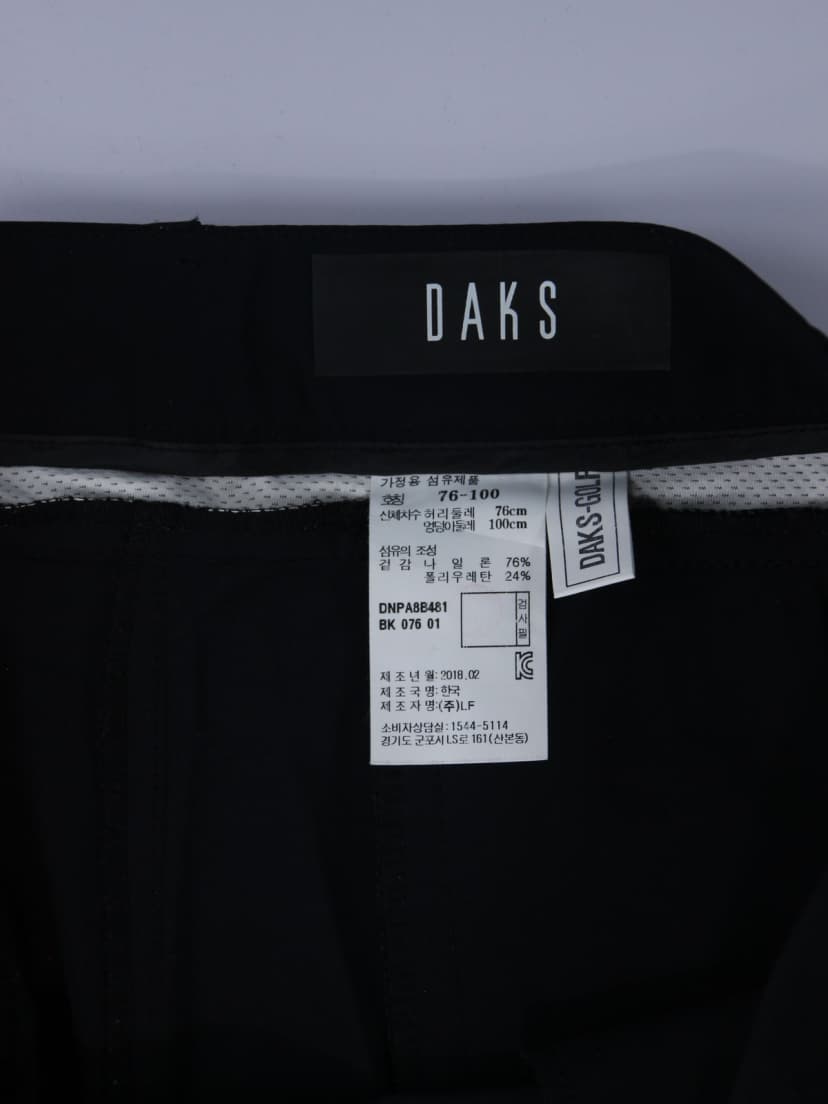 DAKS
가정용 섬유제품
호칭 76-100
신체치수 허리둘레 76cm
엉덩이둘레 100cm
섬유의 조성
겉감 나일론 76%
폴리우레탄 24%
DNPA8B481
BK 076 01
검사필
제조년월:2018.02
제조국명:한국
제조자명:(주)LF
소비자상담실:1544-5114
경기도 군포시 LS로 161(산본동)
DAKS-GOLF